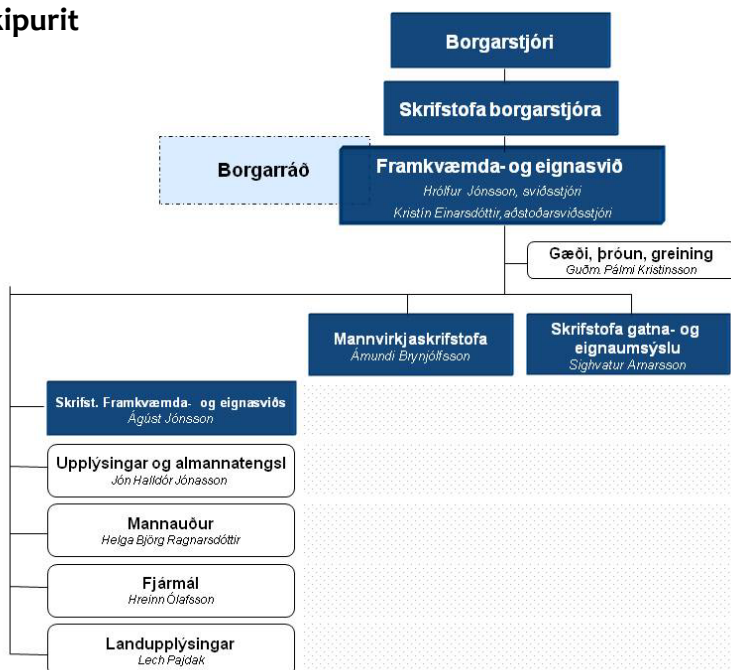 kipurit
Borgarstjóri
Skrifstofa borgarstjóra
Borgarráð
Framkvæmda- og eignasvið
Hrólfur Jónsson, sviðsstjóri
Kristín Einarsdóttir, aðstoðarsviðsstjóri
Gæði, þróun, greining
Guðm. Pálmi Kristinsson
Mannvirkjaskrifstofa
Ámundi Brynjólfsson
Skrifstofa gatna- og
eignaumsýslu
Sighvatur Arnarsson
Skrifst. Framkvæmda- og eignasviðs
Ágúst Jónsson
Upplýsingar og almannatengsl
Jón Halldór Jónasson
Mannauður
Helga Björg Ragnarsdóttir
Fjármál
Hreinn Ólafsson
Landupplýsingar
Lech Pajdak